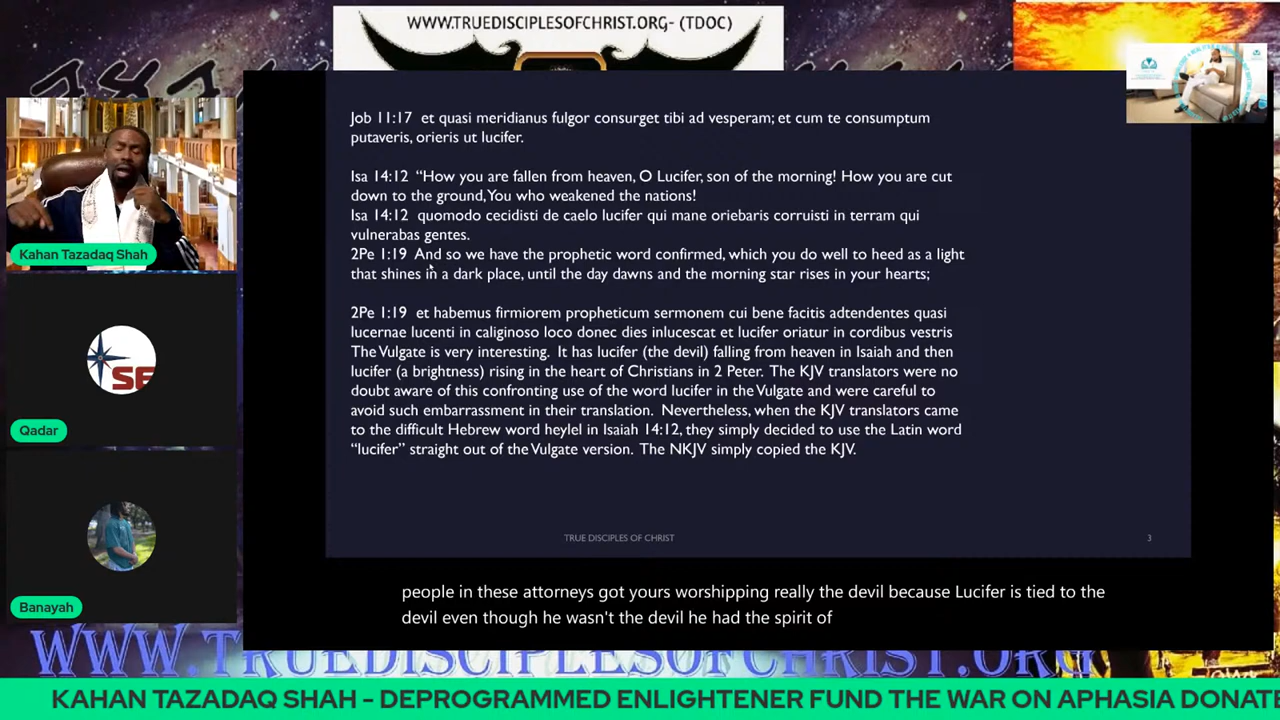 WWW.TRUEDISCIPLESOFCHRIST.ORG- (TDOC)
Job 11:17 et quasi meridianus fulgor consurget tibi ad vesperam; et cum te consumptum
putaveris, orieris ut lucifer.
Isa 14:12 “How you are fallen from heaven, O Lucifer, son of the morning! How you are cut
down to the ground, You who weakened the nations!
Isa 14:12 quomodo cecidisti de caelo lucifer qui mane oriebaris corruisti in terram qui
vulnerabas gentes.
2Pe 1:19 And so we have the prophetic word confirmed, which you do well to heed as a light
that shines in a dark place, until the day dawns and the morning star rises in your hearts;
2Pe 1:19 et habemus firmiorem propheticum sermonem cui bene facitis adtendentes quasi
lucernae lucenti in caliginoso loco donec dies inlucescat et lucifer oriatur in cordibus vestris
The Vulgate is very interesting. It has lucifer (the devil) falling from heaven in Isaiah and then
lucifer (a brightness) rising in the heart of Christians in 2 Peter. The KJV translators were no
doubt aware of this confronting use of the word lucifer in the Vulgate and were careful to
avoid such embarrassment in their translation. Nevertheless, when the KJV translators came
to the difficult Hebrew word heylel in Isaiah 14:12, they simply decided to use the Latin word
“lucifer” straight out of the Vulgate version. The NKJV simply copied the KJV.
TRUE DISCIPLES OF CHRIST
3
Kahan Tazadaq Shah
SE
Qadar
Banayah
people in these attorneys got yours worshipping really the devil because Lucifer is tied to the
devil even though he wasn't the devil he had the spirit of
WWW.TRUEDISCIPLESOFCHRIST.ORG
KAHAN TAZADAQ SHAH - DEPROGRAMMED ENLIGHTENER FUND THE WAR ON APHASIA DONATE